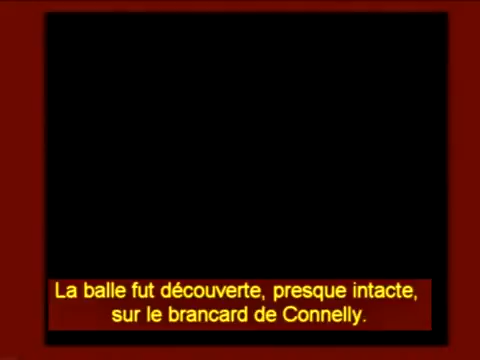 La balle fut découverte, presque intacte,
sur le brancard de Connelly.